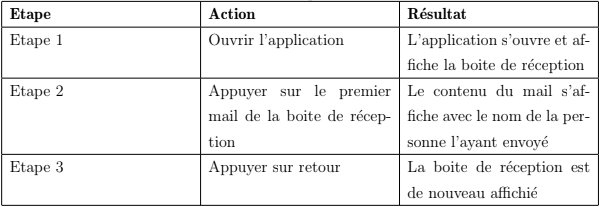 Etape Action Résultat
Etape 1 Ouvrir l'application L'application s'ouvre et af-
fiche la boite de réception
Etape 2 Appuyer sur le premier Le contenu du mail s'af-
mail de la boite de récep- fiche avec le nom de la per-
tion sonne l'ayant envoyé
Etape 3 Appuyer sur retour La boite de réception est
de nouveau affichié